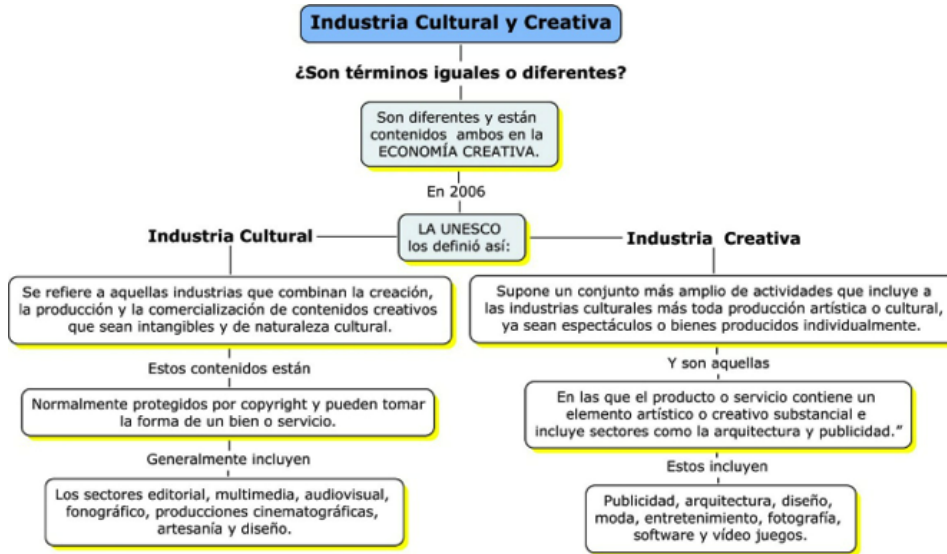 Industria Cultural y Creativa
¿Son términos iguales o diferentes?
Son diferentes y están
contenidos ambos en la
ECONOMÍA CREATIVA.
En 2006
LA UNESCO
los definió así:
Industria Cultural
Se refiere a aquellas industrias que combinan la creación,
la producción y la comercialización de contenidos creativos
que sean intangibles y de naturaleza cultural.
Estos contenidos están
Normalmente protegidos por copyright y pueden tomar
la forma de un bien o servicio.
Generalmente incluyen
Los sectores editorial, multimedia, audiovisual,
fonográfico, producciones cinematográficas,
artesanía y diseño.
Industria Creativa
Supone un conjunto más amplio de actividades que incluye a
las industrias culturales más toda producción artística o cultural,
ya sean espectáculos o bienes producidos individualmente.
Y son aquellas
En las que el producto o servicio contiene un
elemento artístico o creativo substancial e
incluye sectores como la arquitectura y publicidad.”
Estos incluyen
Publicidad, arquitectura, diseño,
moda, entretenimiento, fotografía,
software y vídeo juegos.